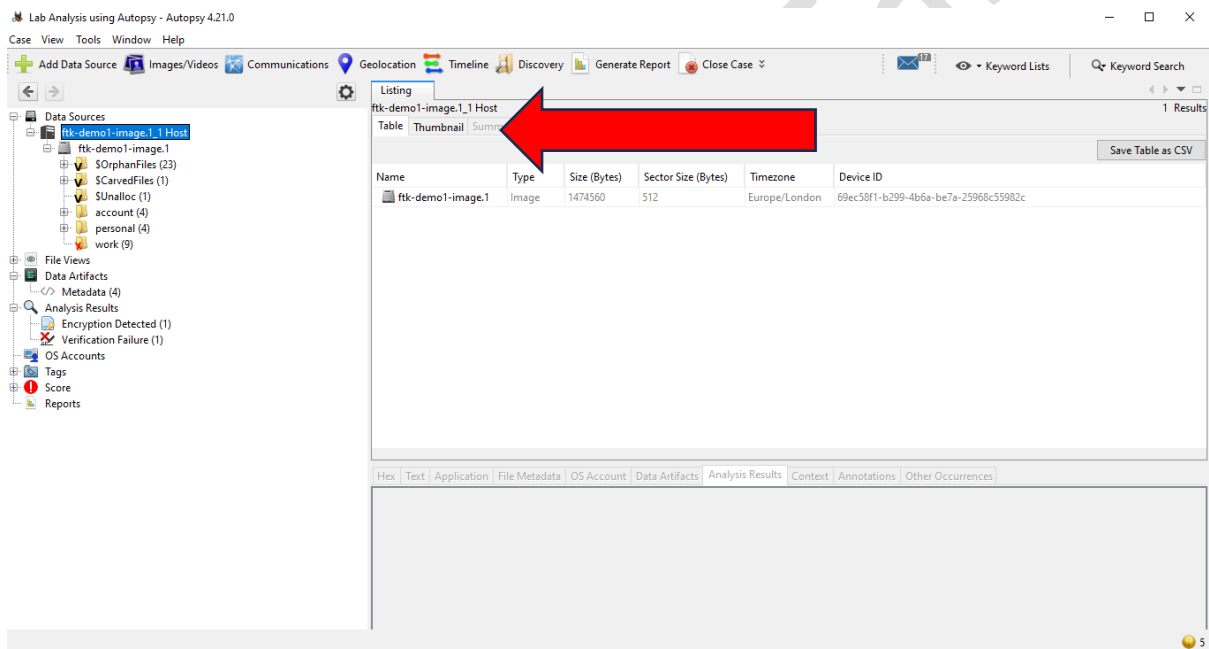 Lab Analysis using Autopsy - Autopsy 4.21.0
Case View Tools Window Help
Add Data Source Images/Videos Communications Geolocation Timeline Discovery Generate Report Close Case 17 Keyword Lists Keyword Search
Listing
ftk-demo1-image.1_1 Host 1 Results
Table Thumbnail
Save Table as CSV
Name Type Size (Bytes) Sector Size (Bytes) Timezone Device ID
ftk-demo1-image.1 Image 1474560 512 Europe/London 69ec58f1-b299-4b6a-be7a-25968c55982c
Data Sources
ftk-demo1-image.1_1 Host
ftk-demo1-image.1
$OrphanFiles (23)
$CarvedFiles (1)
$Unalloc (1)
account (4)
personal (4)
work (9)
File Views
Data Artifacts
Metadata (4)
Analysis Results
Encryption Detected (1)
Verification Failure (1)
OS Accounts
Tags
Score
Reports
Hex Text Application File Metadata OS Account Data Artifacts Analysis Results Context Annotations Other Occurrences
5